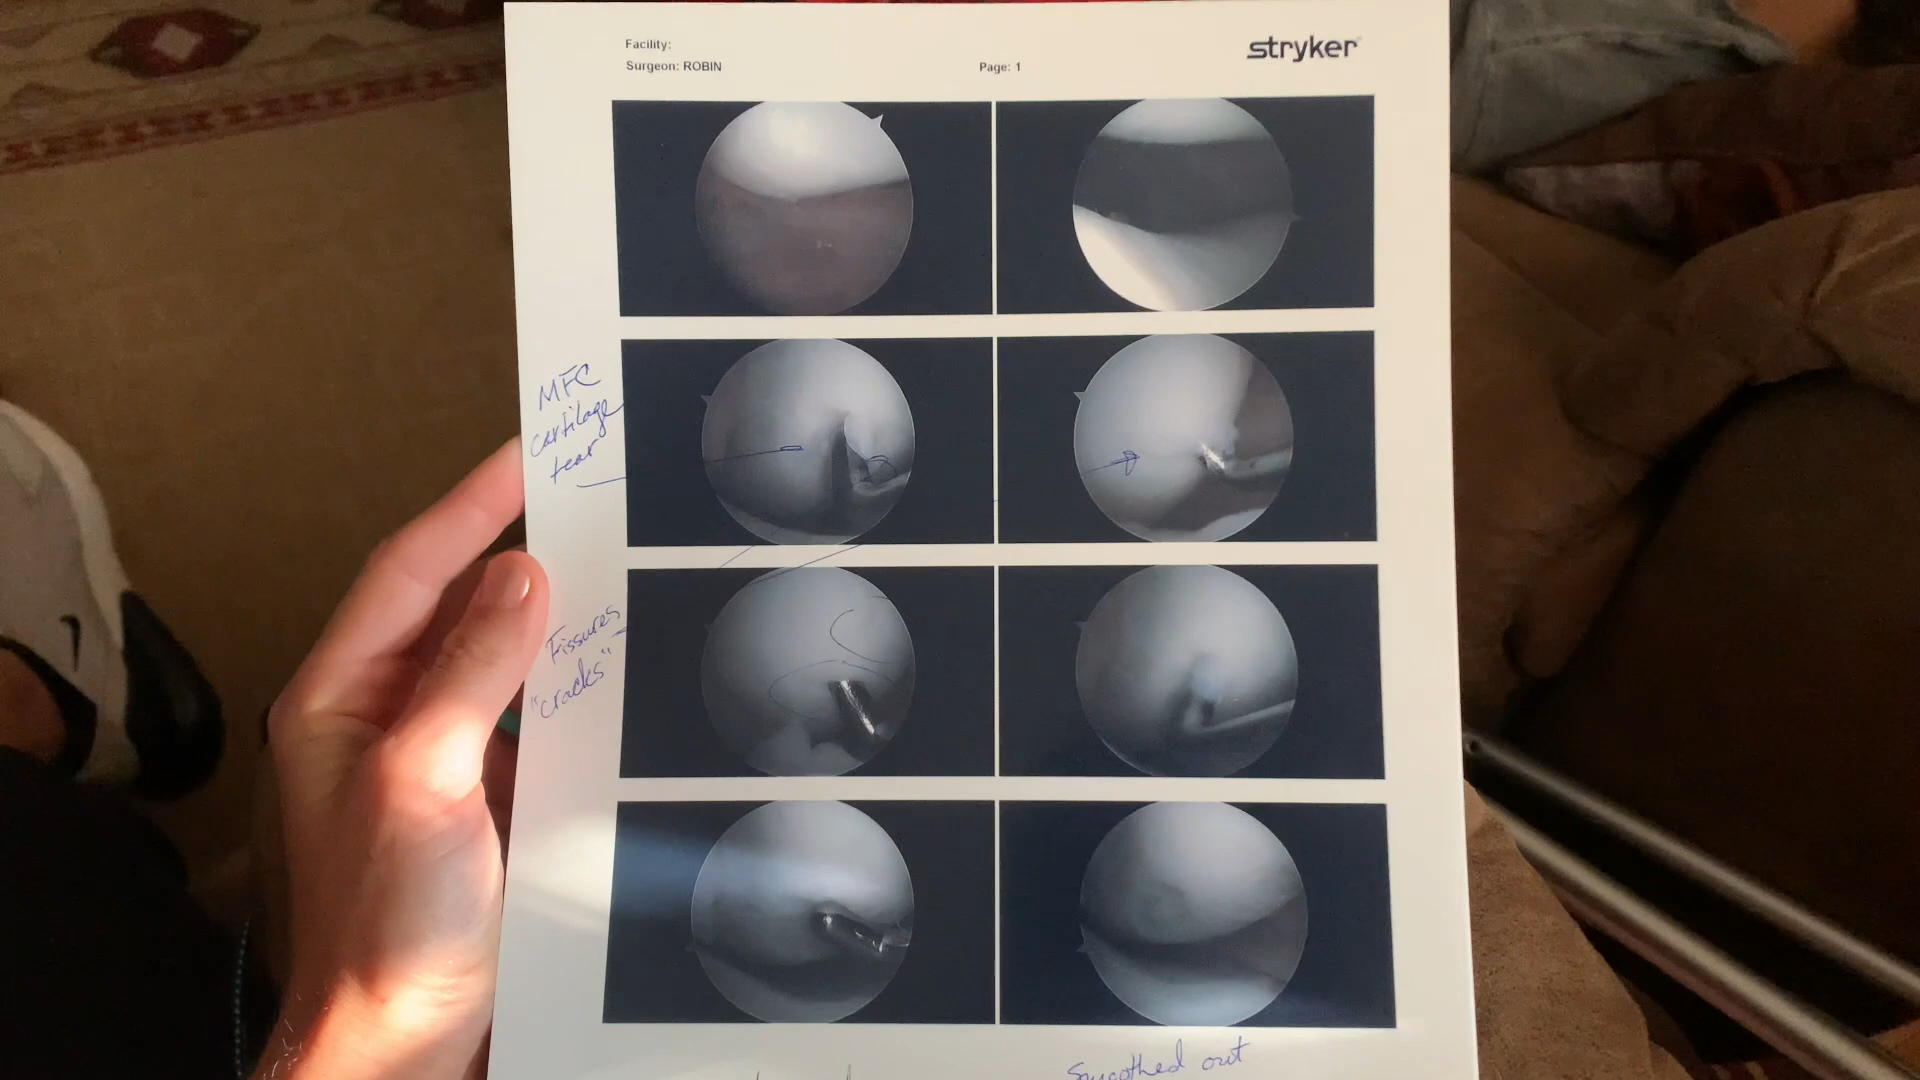 Facility:
Surgeon: ROBIN
Page: 1
stryker
MFC
cartilage
tear
Fissures
"cracks"
Smoothed out